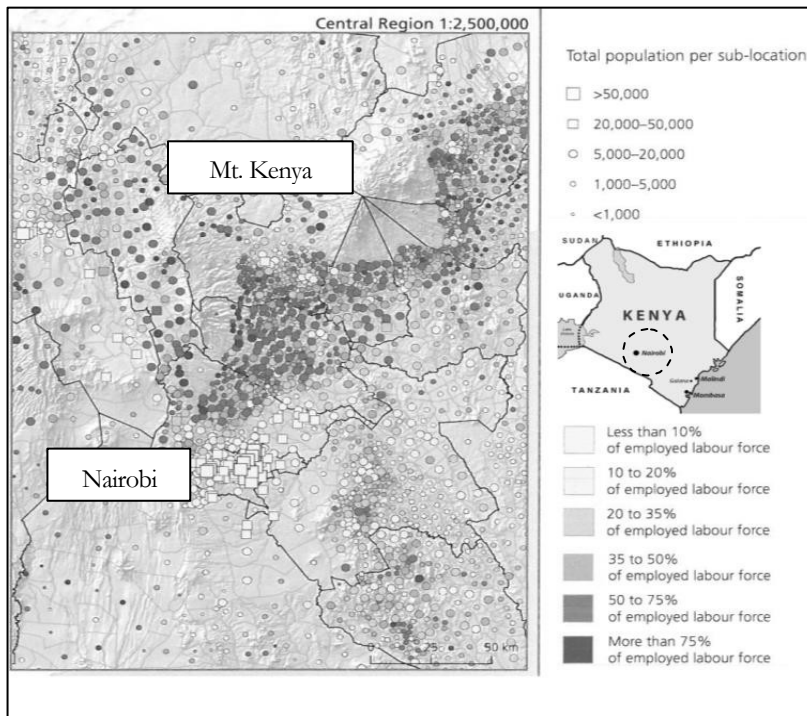 Central Region 1:2,500,000
Mt. Kenya
Nairobi
0 25 50 km
Total population per sub-location
>50,000
20,000–50,000
5,000–20,000
1,000–5,000
<1,000
SUDAN
ETHIOPIA
UGANDA
SOMALIA
KENYA
Nairobi
TANZANIA
Malindi
Mombasa
Less than 10%
of employed labour force
10 to 20%
of employed labour force
20 to 35%
of employed labour force
35 to 50%
of employed labour force
50 to 75%
of employed labour force
More than 75%
of employed labour force